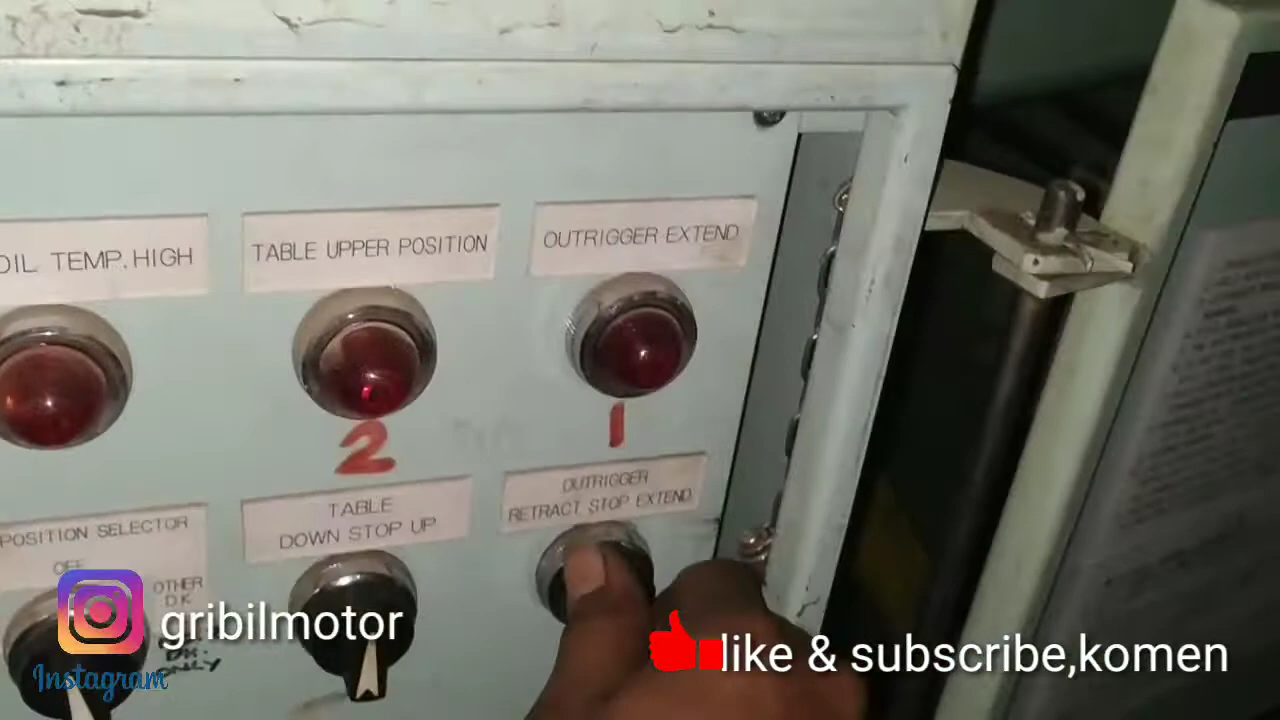 OIL TEMP. HIGH
TABLE UPPER POSITION
OUTRIGGER EXTEND
2
1
OUTRIGGER
RETRACT STOP EXTEND
TABLE
DOWN STOP UP
POSITION SELECTOR
OFF
OTHER
D.K
gribilmotor
Instagram
like & subscribe,komen